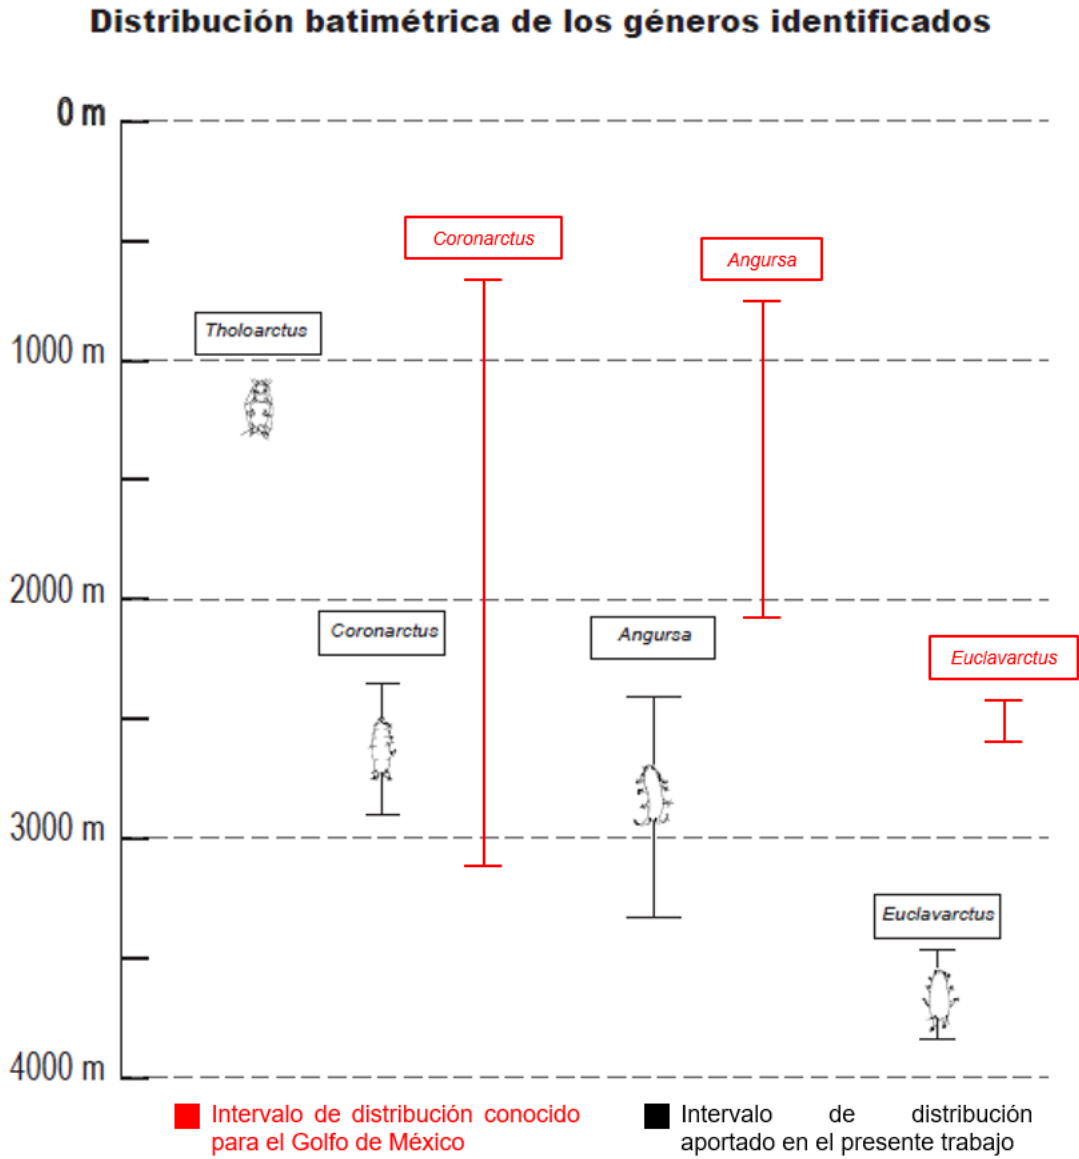 Distribución batimétrica de los géneros identificados
0 m
Coronarctus
Angursa
Tholoarctus
1000 m
2000 m
Coronarctus
Angursa
Euclavarctus
3000 m
Euclavarctus
4000 m
Intervalo de distribución conocido
para el Golfo de México
Intervalo de distribución
aportado en el presente trabajo